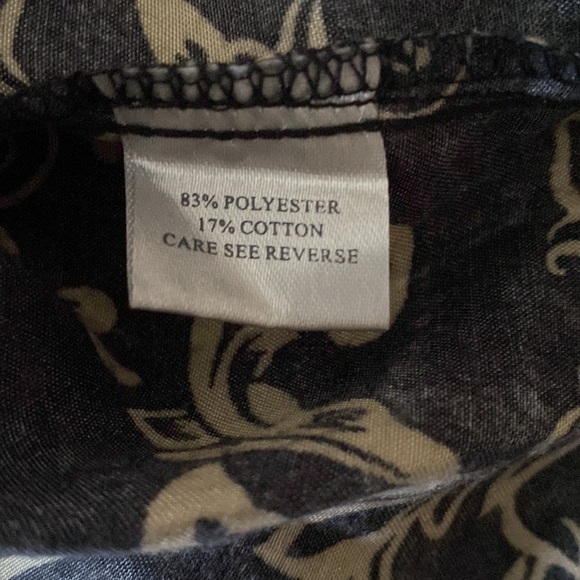 83% POLYESTER
17% COTTON
CARE SEE REVERSE